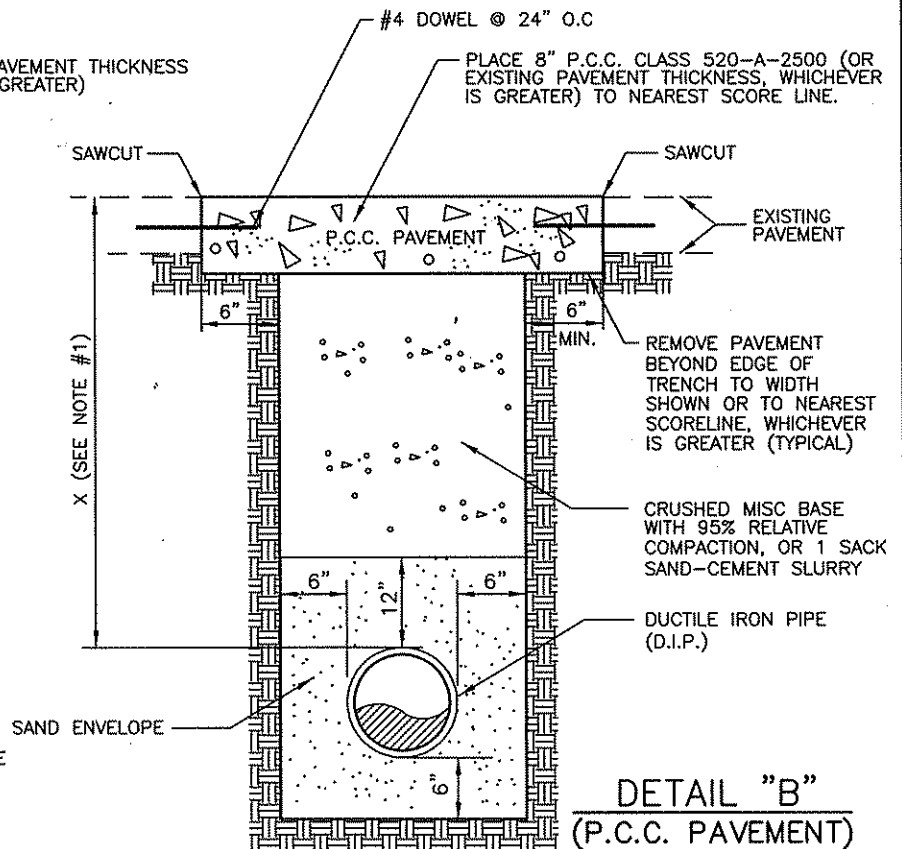 #4 DOWEL @ 24" O.C
AVEMENT THICKNESS
GREATER)
PLACE 8" P.C.C. CLASS 520-A-2500 (OR
EXISTING PAVEMENT THICKNESS, WHICHEVER
IS GREATER) TO NEAREST SCORE LINE.
SAWCUT
SAWCUT
P.C.C. PAVEMENT
EXISTING
PAVEMENT
6"
6"
MIN.
X (SEE NOTE #1)
REMOVE PAVEMENT
BEYOND EDGE OF
TRENCH TO WIDTH
SHOWN OR TO NEAREST
SCORELINE, WHICHEVER
IS GREATER (TYPICAL)
CRUSHED MISC BASE
WITH 95% RELATIVE
COMPACTION, OR 1 SACK
SAND-CEMENT SLURRY
6"
12"
6"
DUCTILE IRON PIPE
(D.I.P.)
SAND ENVELOPE
E
6"
DETAIL "B"
(P.C.C. PAVEMENT)